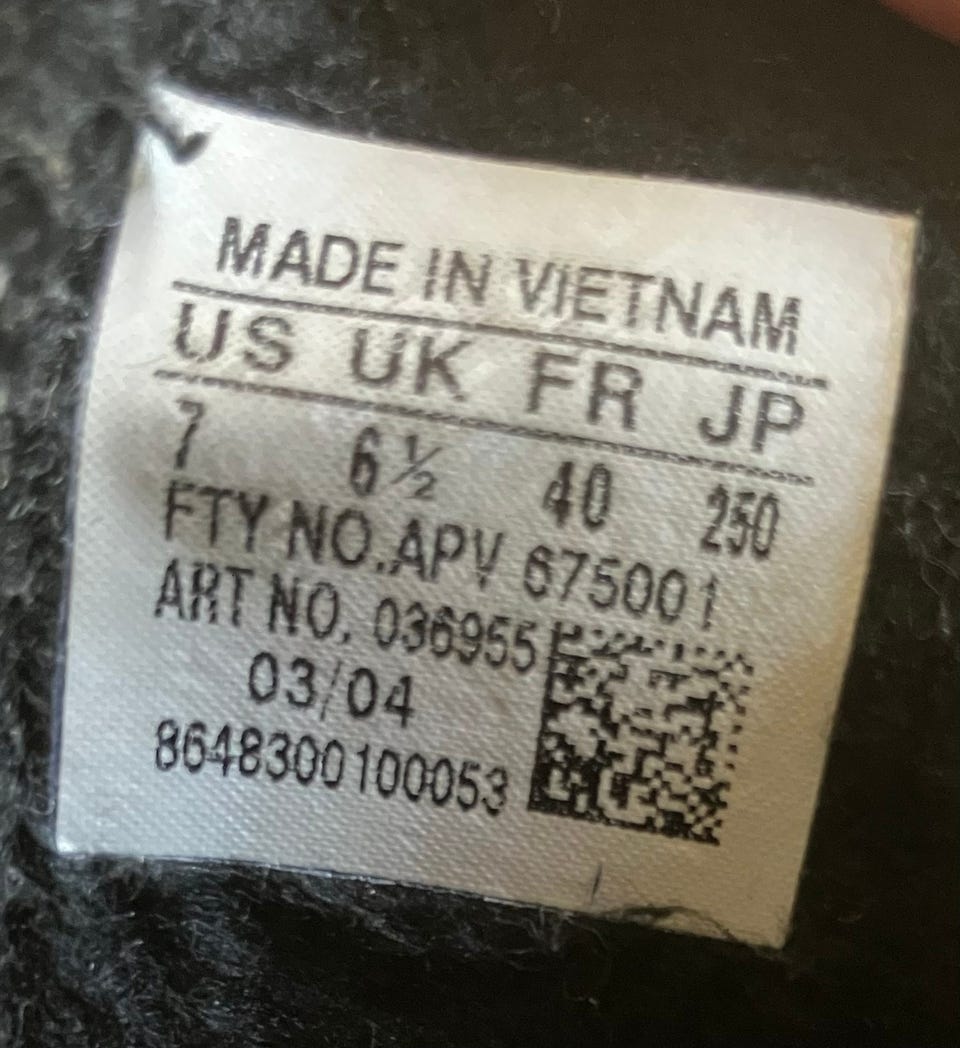 MADE IN VIETNAM
US UK FR JP
7 6½ 40 250
FTY NO.APV 675001
ART NO. 036955
03/04
8648300100053